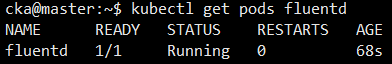 cka@master:~$ kubectl get pods fluentd
NAME READY STATUS RESTARTS AGE
fluentd 1/1 Running 0 68s